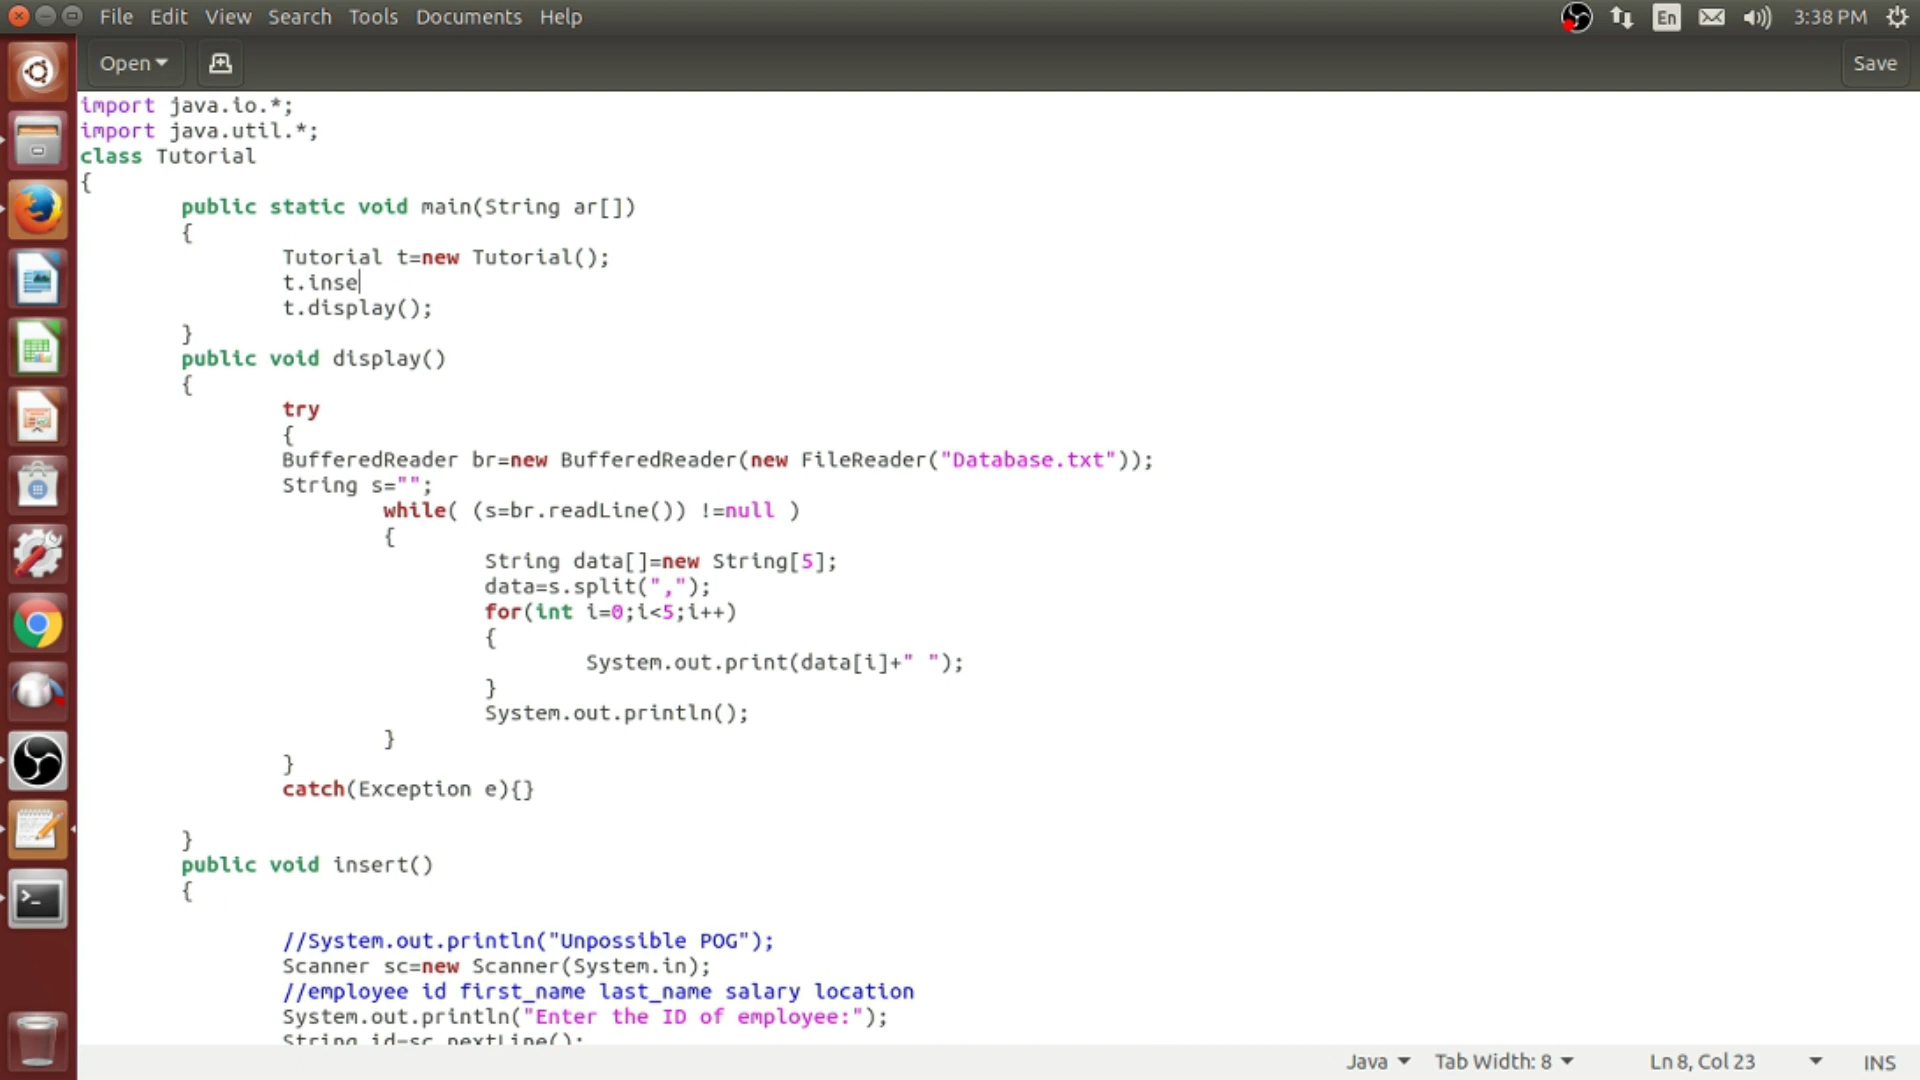 File Edit View Search Tools Documents Help
En 3:38 PM
Open Save
import java.io.*;
import java.util.*;
class Tutorial
{
public static void main(String ar[])
{
Tutorial t=new Tutorial();
t.inse
t.display();
}
public void display()
{
try
{
BufferedReader br=new BufferedReader(new FileReader("Database.txt"));
String s="";
while( (s=br.readLine()) !=null )
{
String data[]=new String[5];
data=s.split(",");
for(int i=0;i<5;i++)
{
System.out.print(data[i]+" ");
}
System.out.println();
}
}
catch(Exception e){}
}
public void insert()
{
//System.out.println("Unpossible POG");
Scanner sc=new Scanner(System.in);
//employee id first_name last_name salary location
System.out.println("Enter the ID of employee:");
String id=sc.nextLine();
Java Tab Width: 8 Ln 8, Col 23 INS